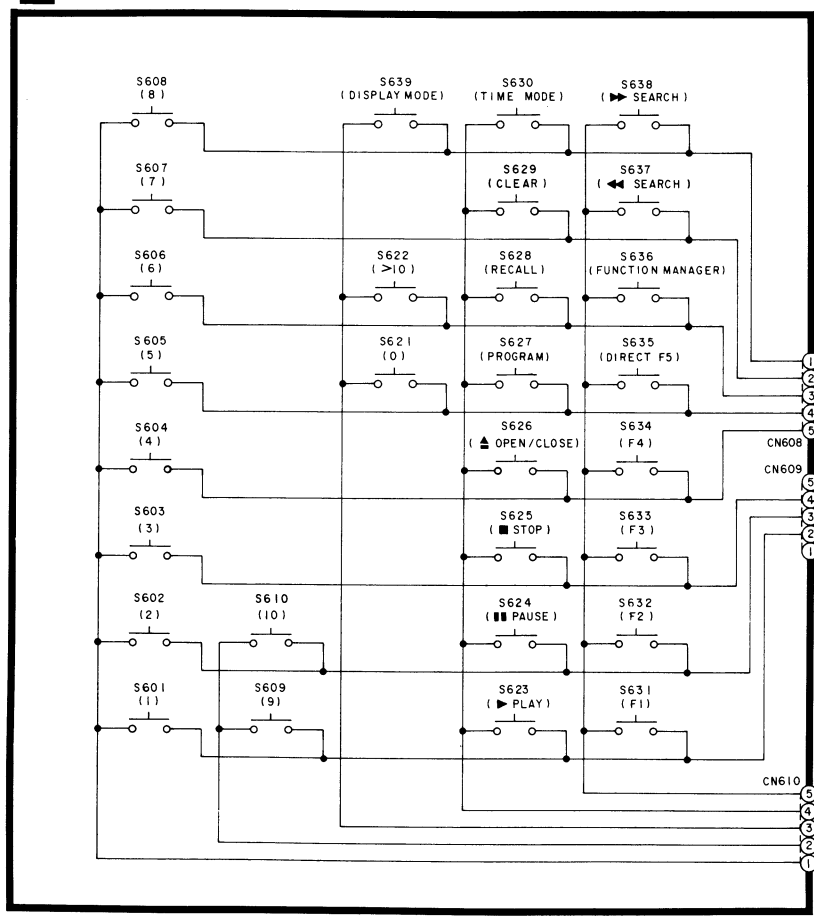 S608
(8)
S639
(DISPLAY MODE)
S630
(TIME MODE)
S638
(▶▶ SEARCH)
S607
(7)
S629
(CLEAR)
S637
(◀◀ SEARCH)
S606
(6)
S622
(>10)
S628
(RECALL)
S636
(FUNCTION MANAGER)
S605
(5)
S621
(0)
S627
(PROGRAM)
S635
(DIRECT F5)
1
2
3
4
5
CN608
S604
(4)
S626
(≜ OPEN/CLOSE)
S634
(F4)
CN609
5
4
3
2
1
S603
(3)
S625
(■ STOP)
S633
(F3)
S602
(2)
S610
(10)
S624
(▮▮ PAUSE)
S632
(F2)
S601
(1)
S609
(9)
S623
(▶ PLAY)
S631
(F1)
CN610
5
4
3
2
1